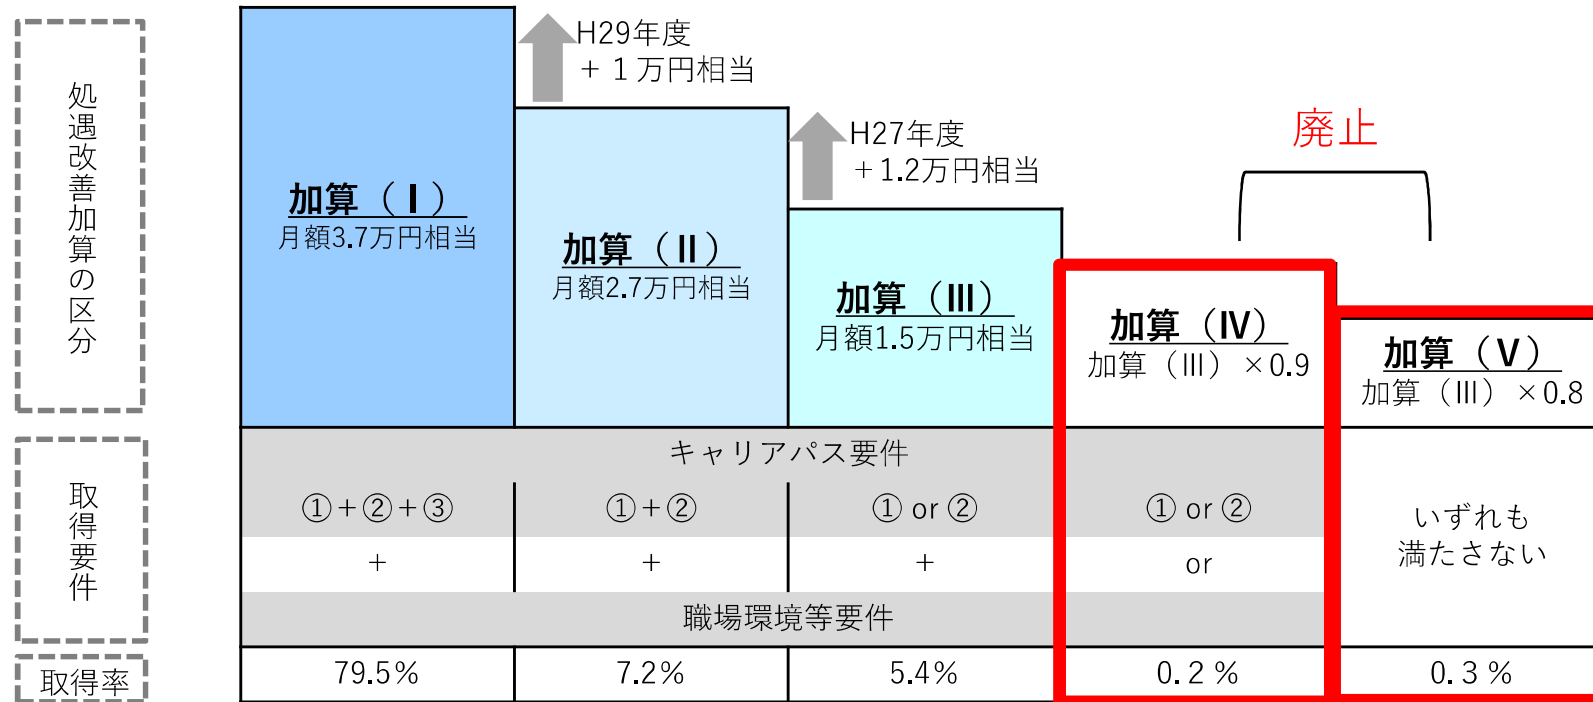 処遇改善加算の区分
H29年度
+ 1万円相当
H27年度
+1.2万円相当
廃止
加算(Ⅰ)
月額3.7万円相当
加算(Ⅱ)
月額2.7万円相当
加算(Ⅲ)
月額1.5万円相当
加算(Ⅳ)
加算(Ⅲ)×0.9
加算(Ⅴ)
加算(Ⅲ)×0.8
取得要件
キャリアパス要件
①+②+③
①+②
① or ②
① or ②
いずれも
満たさない
+
+
+
or
職場環境等要件
取得率
79.5%
7.2%
5.4%
0.2 %
0.3 %